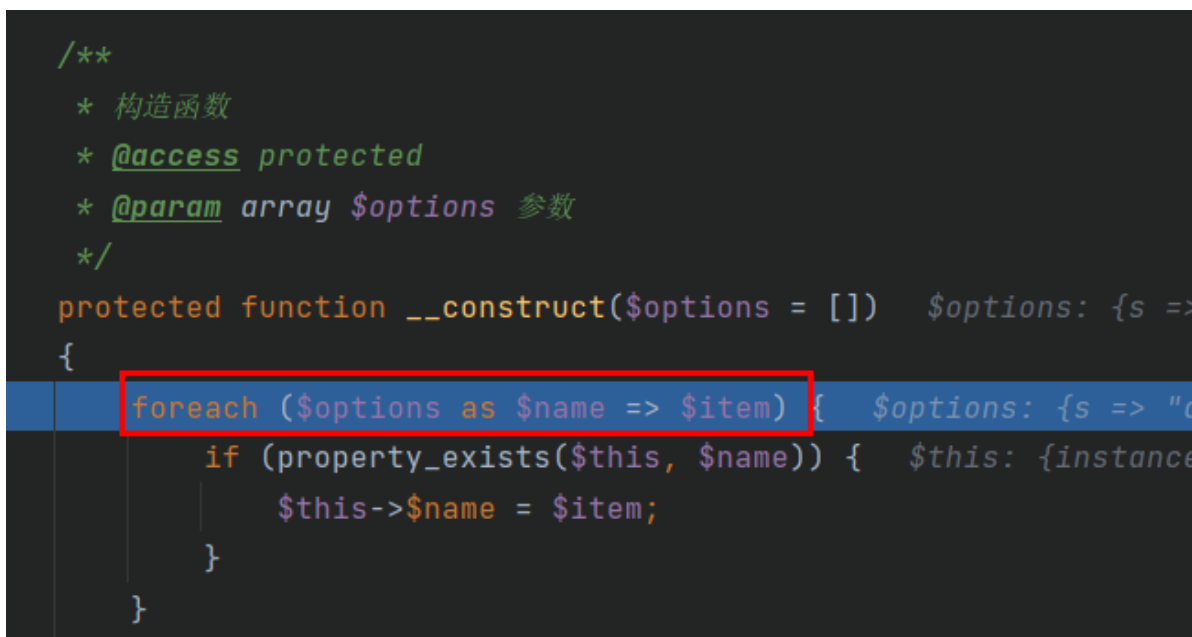 /**
* 构造函数
* @access protected
* @param array $options 参数
*/
protected function __construct($options = []) $options: {s =>
{
foreach ($options as $name => $item) { $options: {s => "
if (property_exists($this, $name)) { $this: {instance
$this->$name = $item;
}
}